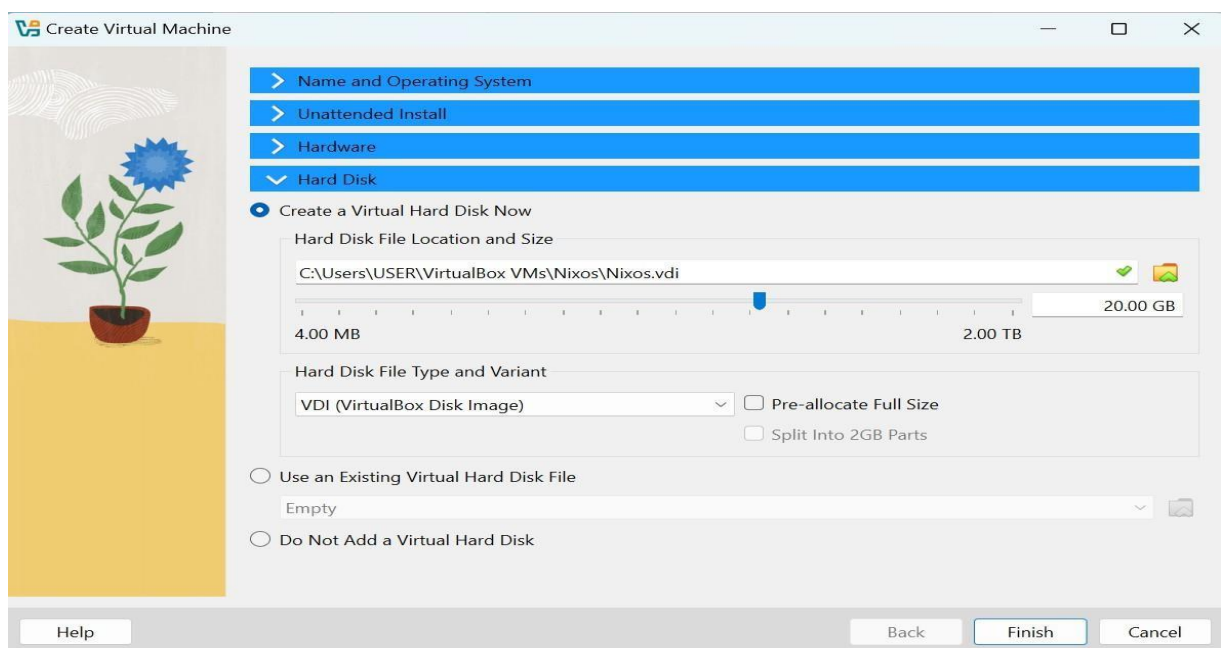 Create Virtual Machine
Name and Operating System
Unattended Install
Hardware
Hard Disk
Create a Virtual Hard Disk Now
Hard Disk File Location and Size
C:\Users\USER\VirtualBox VMs\Nixos\Nixos.vdi
20.00 GB
4.00 MB 2.00 TB
Hard Disk File Type and Variant
VDI (VirtualBox Disk Image) Pre-allocate Full Size
Split Into 2GB Parts
Use an Existing Virtual Hard Disk File
Empty
Do Not Add a Virtual Hard Disk
Help Back Finish Cancel